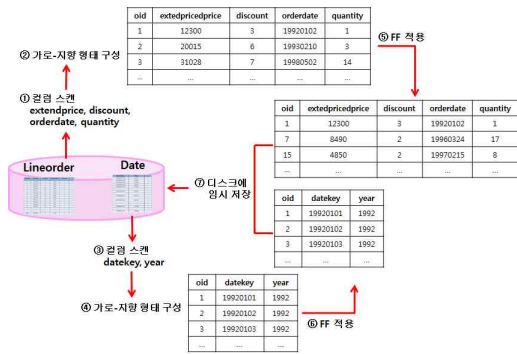 oid extedpricedprice discount orderdate quantity
1 12300 3 19920102 1
2 20015 6 19930210 3
3 31028 7 19980502 14
... ... ... ... ...
② 가로-지향 형태 구성
⑤ FF 적용
① 컬럼 스캔
extendprice, discount,
orderdate, quantity
oid extedpricedprice discount orderdate quantity
1 12300 3 19920102 1
7 8490 2 19960324 17
15 4850 2 19970215 8
... ... ... ... ...
Lineorder Date
⑦ 디스크에
임시 저장
oid datekey year
1 19920101 1992
2 19920102 1992
3 19920103 1992
... ... ...
③ 컬럼 스캔
datekey, year
④ 가로-지향 형태 구성
oid datekey year
1 19920101 1992
2 19920102 1992
3 19920103 1992
... ... ...
⑥ FF 적용